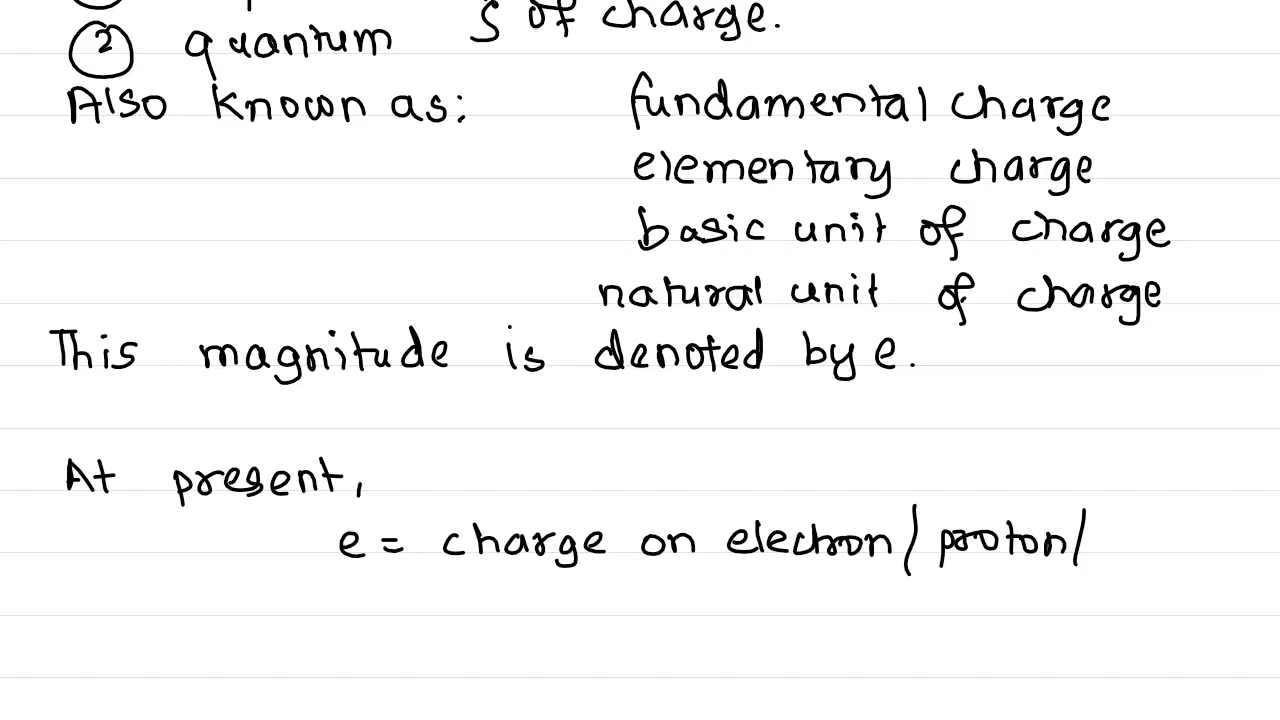 ② quantum } of charge.
Also known as: fundamental charge
elementary charge
basic unit of charge
natural unit of charge
This magnitude is denoted by e.
At present,
e = charge on electron/ proton/